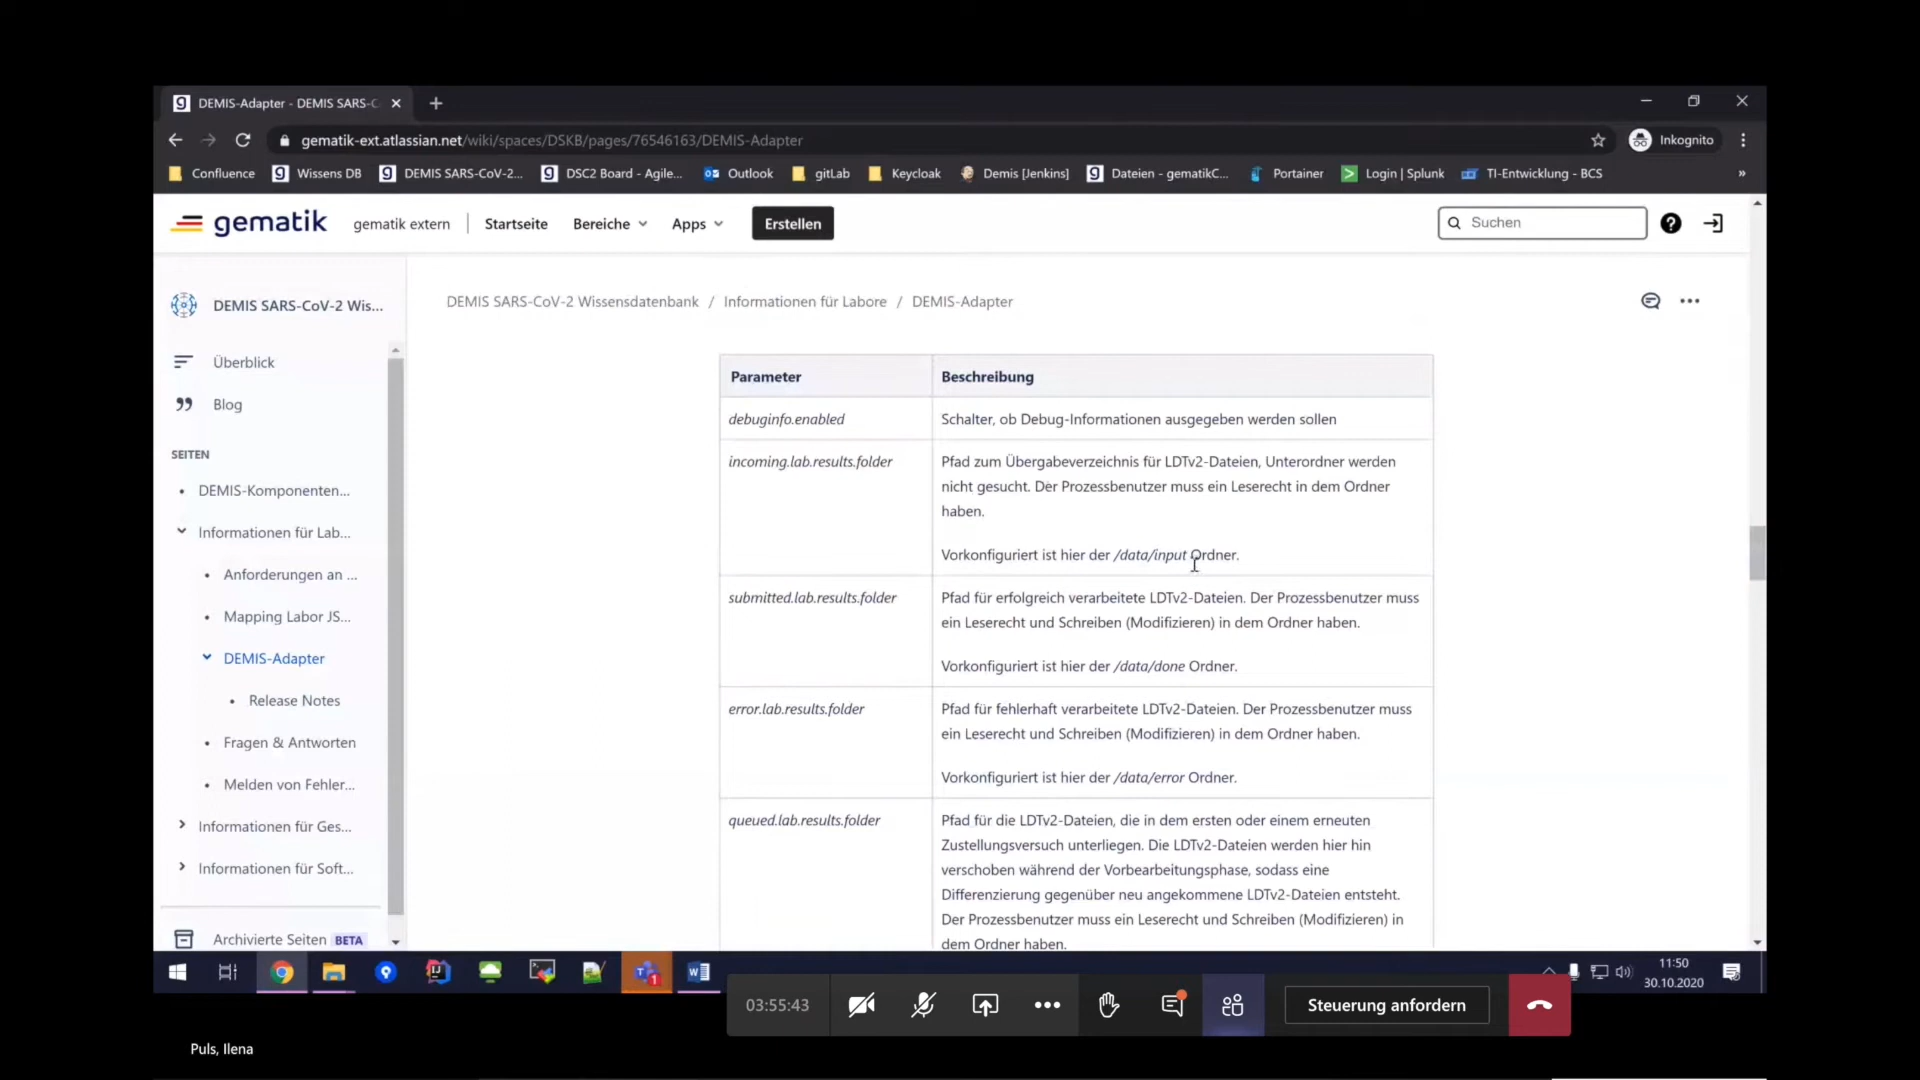 DEMIS-Adapter - DEMIS SARS-C
gematik-ext.atlassian.net/wiki/spaces/DSKB/pages/76546163/DEMIS-Adapter
Inkognito
Confluence
Wissens DB
DEMIS SARS-CoV-2...
DSC2 Board - Agile...
Outlook
gitLab
Keycloak
Demis [Jenkins]
Dateien - gematikC...
Portainer
Login | Splunk
TI-Entwicklung - BCS
»
gematik
gematik extern
Startseite
Bereiche
Apps
Erstellen
Suchen
DEMIS SARS-CoV-2 Wis...
Überblick
Blog
SEITEN
DEMIS-Komponenten...
Informationen für Lab...
Anforderungen an ...
Mapping Labor JS...
DEMIS-Adapter
Release Notes
Fragen & Antworten
Melden von Fehler...
Informationen für Ges...
Informationen für Soft...
Archivierte Seiten BETA
DEMIS SARS-CoV-2 Wissensdatenbank / Informationen für Labore / DEMIS-Adapter
Parameter
Beschreibung
debuginfo.enabled
Schalter, ob Debug-Informationen ausgegeben werden sollen
incoming.lab.results.folder
Pfad zum Übergabeverzeichnis für LDTv2-Dateien, Unterordner werden
nicht gesucht. Der Prozessbenutzer muss ein Leserecht in dem Ordner
haben.
Vorkonfiguriert ist hier der /data/input Ordner.
submitted.lab.results.folder
Pfad für erfolgreich verarbeitete LDTv2-Dateien. Der Prozessbenutzer muss
ein Leserecht und Schreiben (Modifizieren) in dem Ordner haben.
Vorkonfiguriert ist hier der /data/done Ordner.
error.lab.results.folder
Pfad für fehlerhaft verarbeitete LDTv2-Dateien. Der Prozessbenutzer muss
ein Leserecht und Schreiben (Modifizieren) in dem Ordner haben.
Vorkonfiguriert ist hier der /data/error Ordner.
queued.lab.results.folder
Pfad für die LDTv2-Dateien, die in dem ersten oder einem erneuten
Zustellungsversuch unterliegen. Die LDTv2-Dateien werden hier hin
verschoben während der Vorbearbeitungsphase, sodass eine
Differenzierung gegenüber neu angekommene LDTv2-Dateien entsteht.
Der Prozessbenutzer muss ein Leserecht und Schreiben (Modifizieren) in
dem Ordner haben.
11:50
30.10.2020
03:55:43
Steuerung anfordern
Puls, Ilena